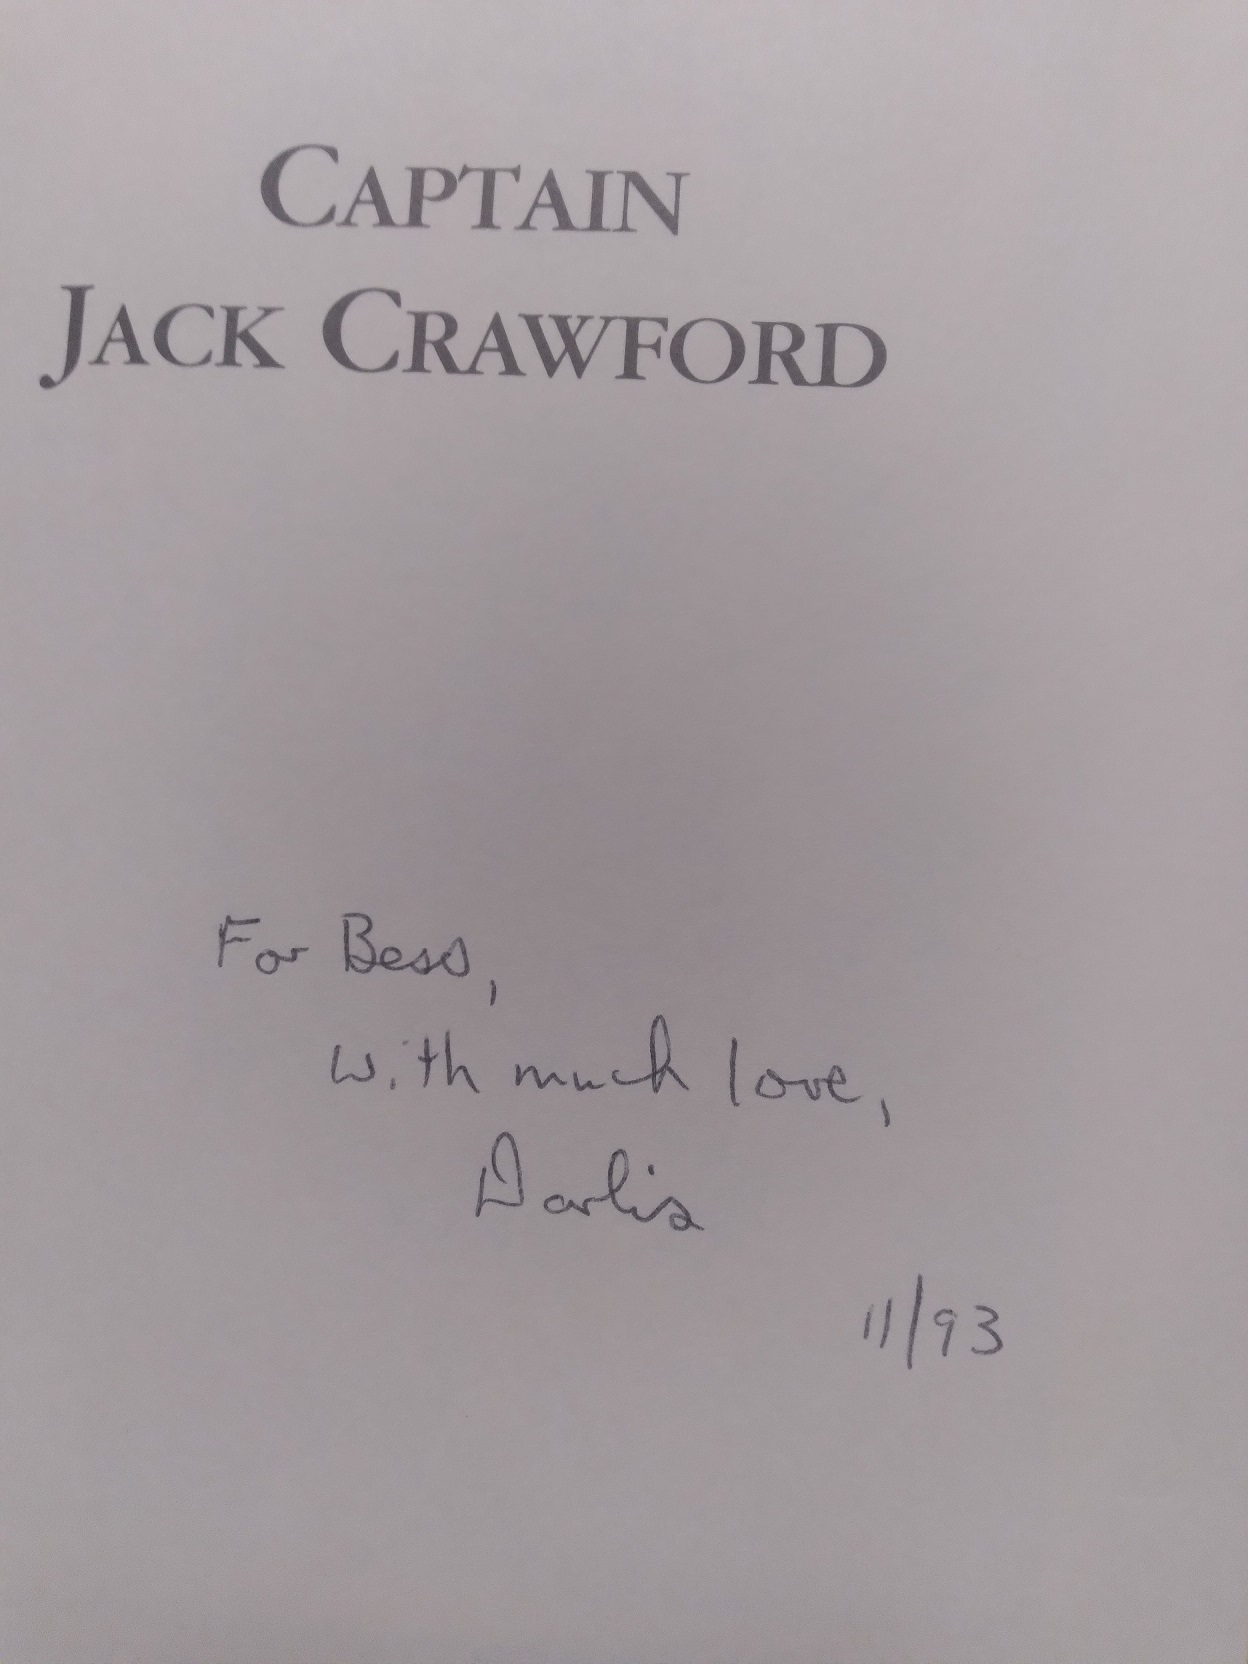 CAPTAIN
JACK CRAWFORD
For Bess,
with much love,
Darlis
11/93